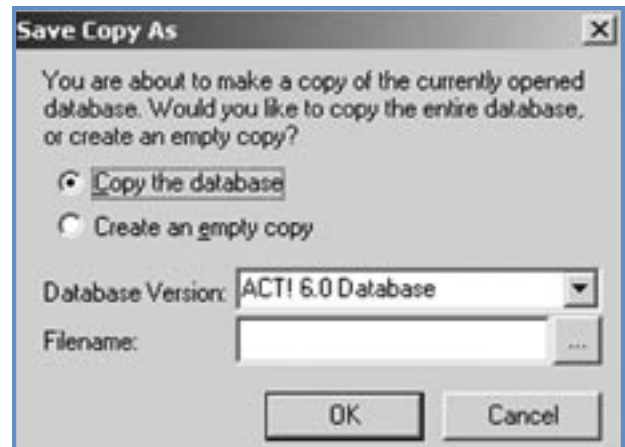 Save Copy As
You are about to make a copy of the currently opened
database. Would you like to copy the entire database,
or create an empty copy?
Copy the database
Create an empty copy
Database Version: ACT! 6.0 Database
Filename: ...
OK Cancel